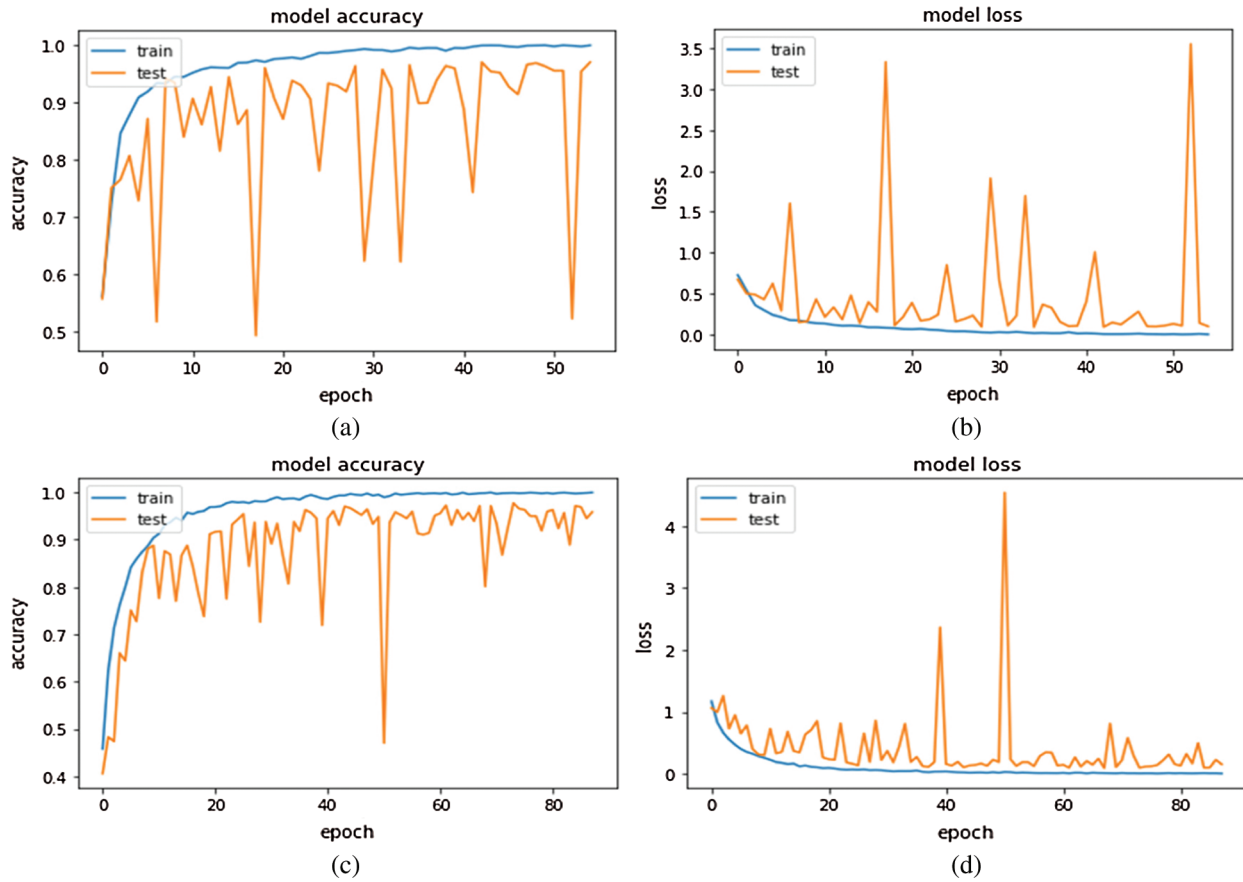 model accuracy
train
test
1.0
0.9
0.8
0.7
0.6
0.5
accuracy
0 10 20 30 40 50
epoch
(a)
model loss
train
test
3.5
3.0
2.5
2.0
1.5
1.0
0.5
0.0
loss
0 10 20 30 40 50
epoch
(b)
model accuracy
train
test
1.0
0.9
0.8
0.7
0.6
0.5
0.4
accuracy
0 20 40 60 80
epoch
(c)
model loss
train
test
4
3
2
1
0
loss
0 20 40 60 80
epoch
(d)